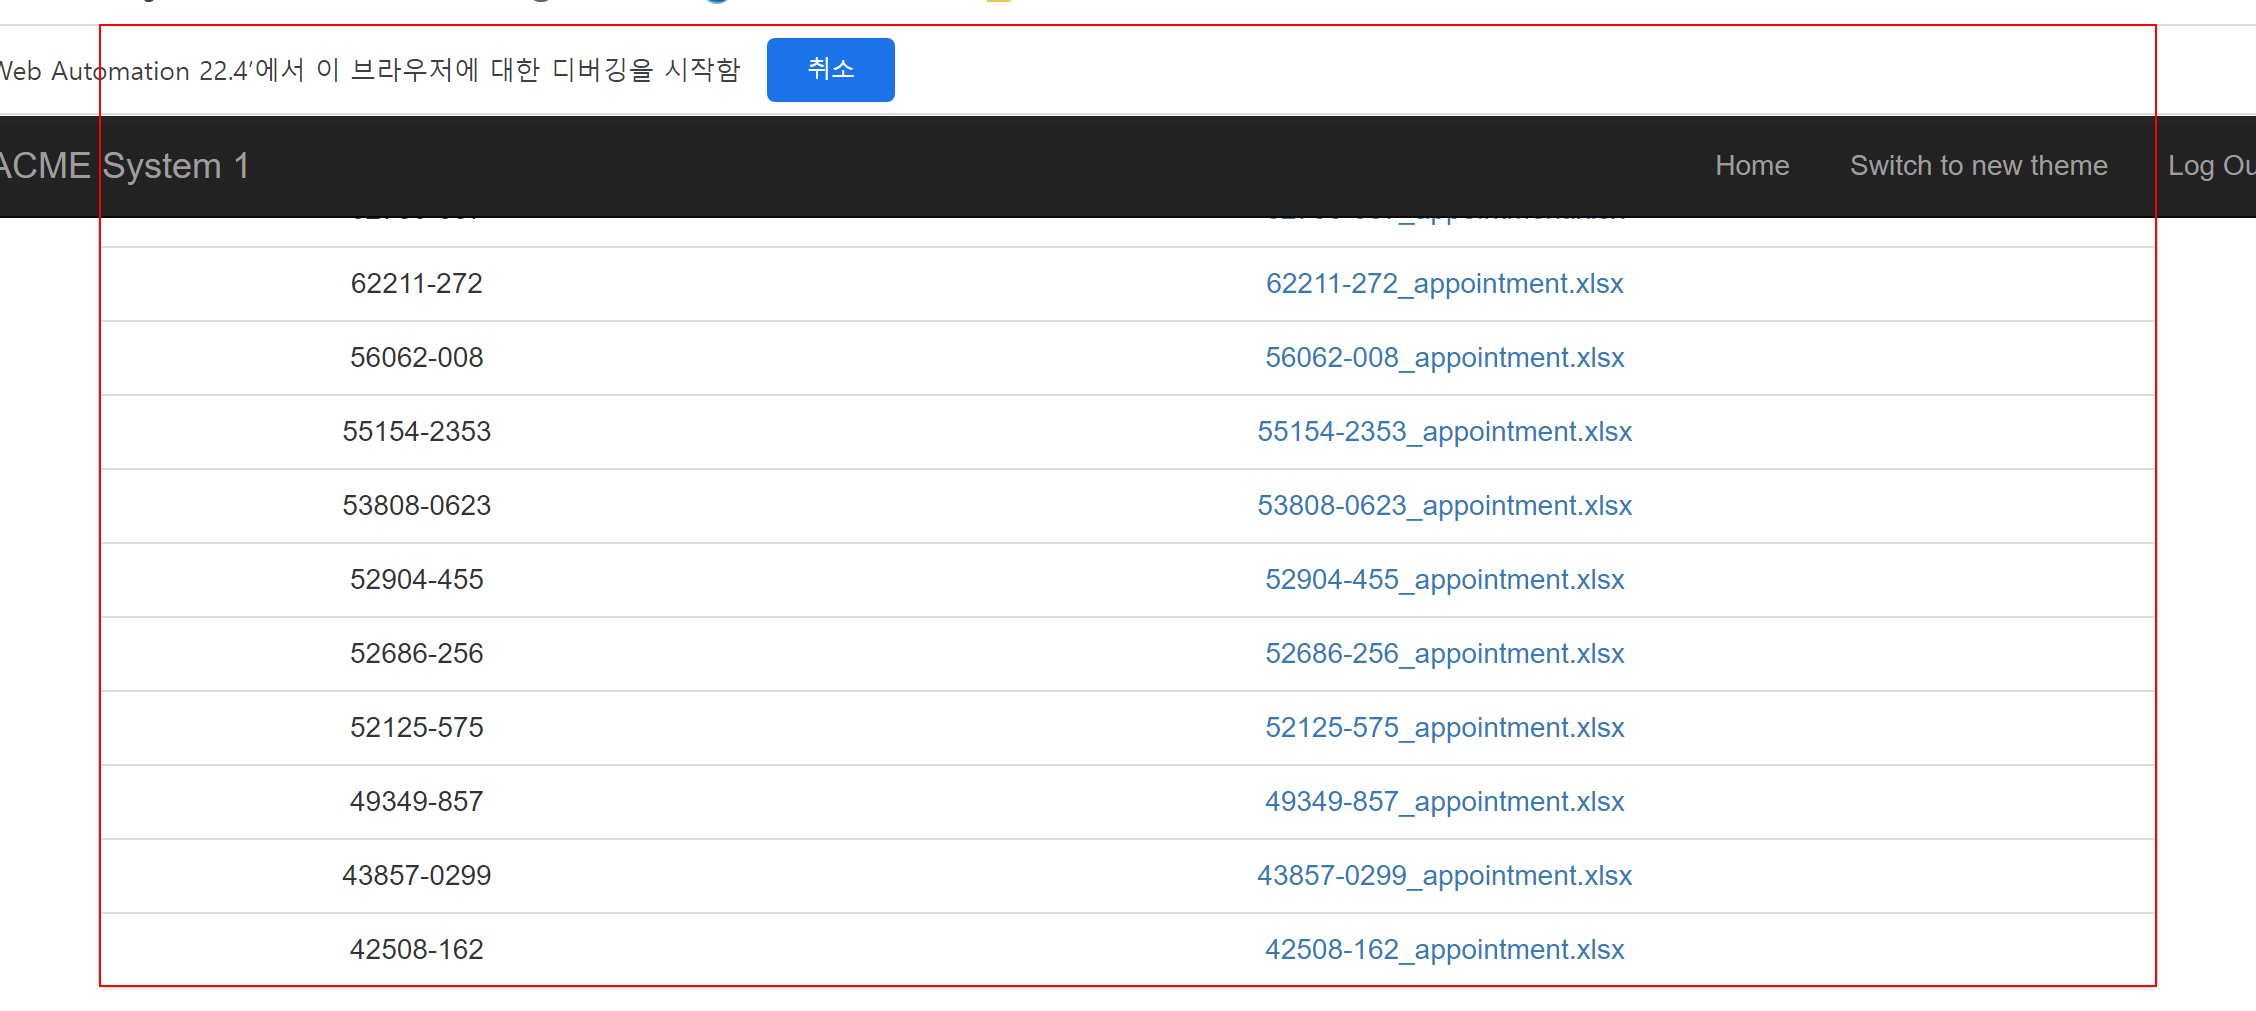 Web Automation 22.4'에서 이 브라우저에 대한 디버깅을 시작함 취소
ACME System 1 Home Switch to new theme Log Ou
62211-272 62211-272_appointment.xlsx
56062-008 56062-008_appointment.xlsx
55154-2353 55154-2353_appointment.xlsx
53808-0623 53808-0623_appointment.xlsx
52904-455 52904-455_appointment.xlsx
52686-256 52686-256_appointment.xlsx
52125-575 52125-575_appointment.xlsx
49349-857 49349-857_appointment.xlsx
43857-0299 43857-0299_appointment.xlsx
42508-162 42508-162_appointment.xlsx